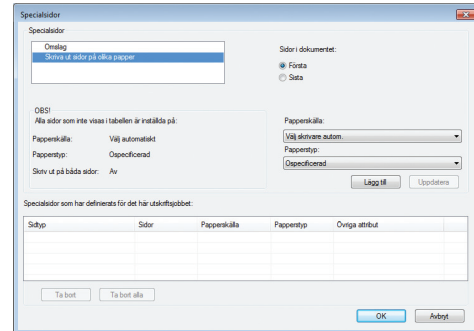 Specialsidor
Specialsidor
Omslag
Skriva ut sidor på olika papper
Sidor i dokumentet:
Första
Sista
OBS!
Alla sidor som inte visas i tabellen är inställda på:
Papperskälla: Välj automatiskt
Papperstyp: Ospecificerad
Skriv ut på båda sidor: Av
Papperskälla:
Välj skrivare autom.
Papperstyp:
Ospecificerad
Lägg till Uppdatera
Specialsidor som har definierats för det här utskriftsjobbet:
Sidtyp Sidor Papperskälla Papperstyp Övriga attribut
Ta bort Ta bort alla
OK Avbryt